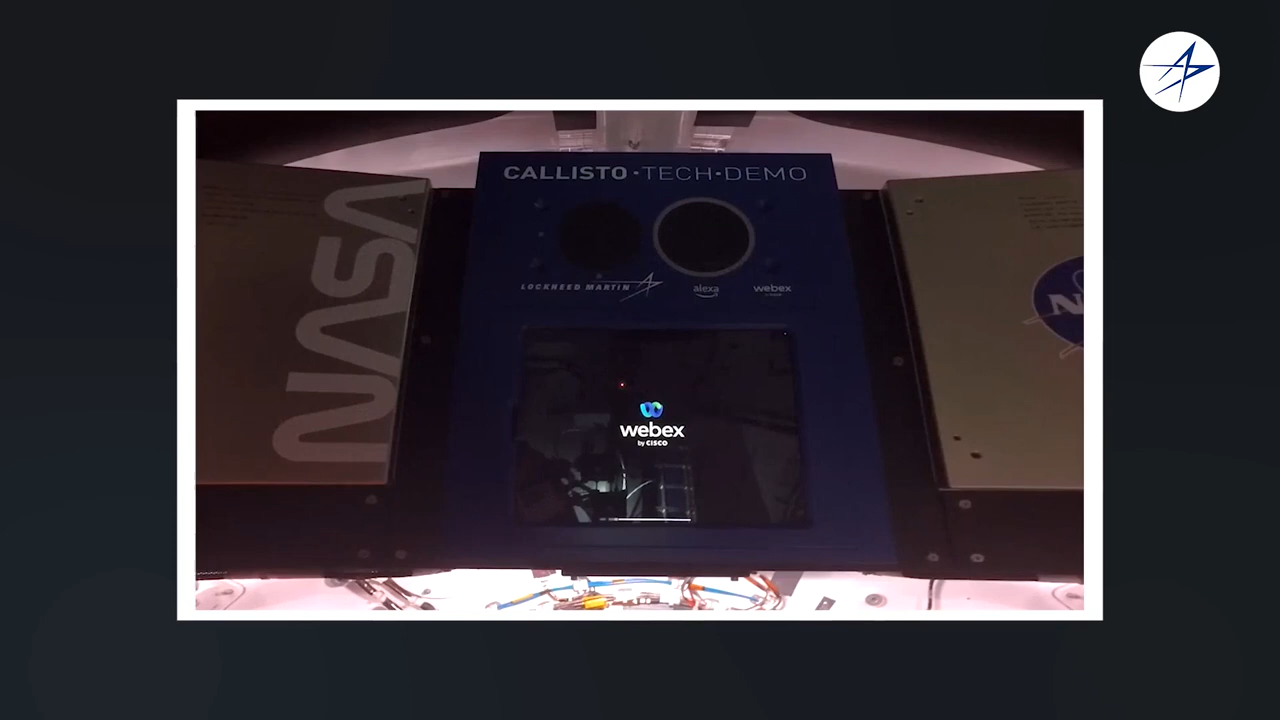 CALLISTO·TECH·DEMO
NASA
LOCKHEED MARTIN
alexa
webex
webex
by CISCO